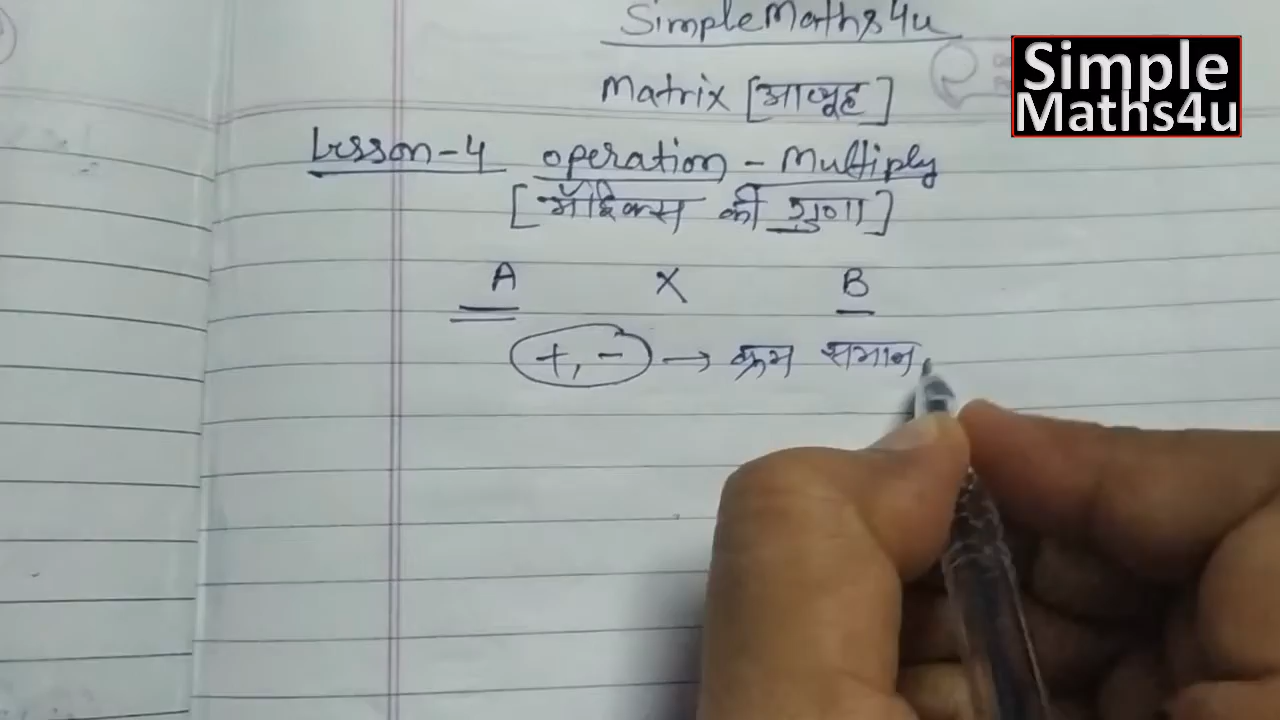 SimpleMaths4u
Simple
Maths4u
Matrix [आव्यूह]
Lesson-4 operation - Multiply
[मॅट्रिक्स की गुणा]
A X B
+, - → क्रम समान